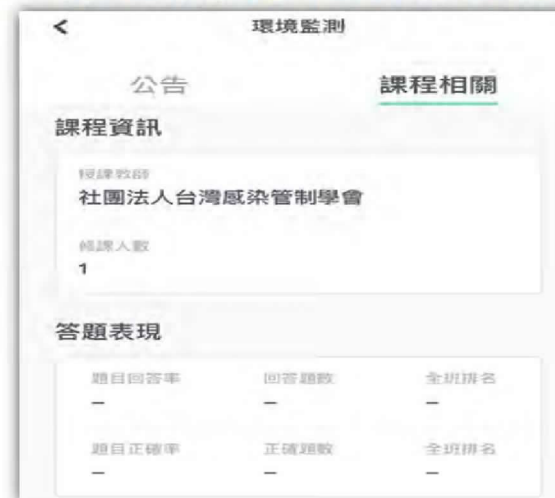 環境監測
公告 課程相關
課程資訊
授課教師
社團法人台灣感染管制學會
修課人數
1
答題表現
題目回答率 回答題數 全班排名
– – –
題目正確率 正確題數 全班排名
– – –